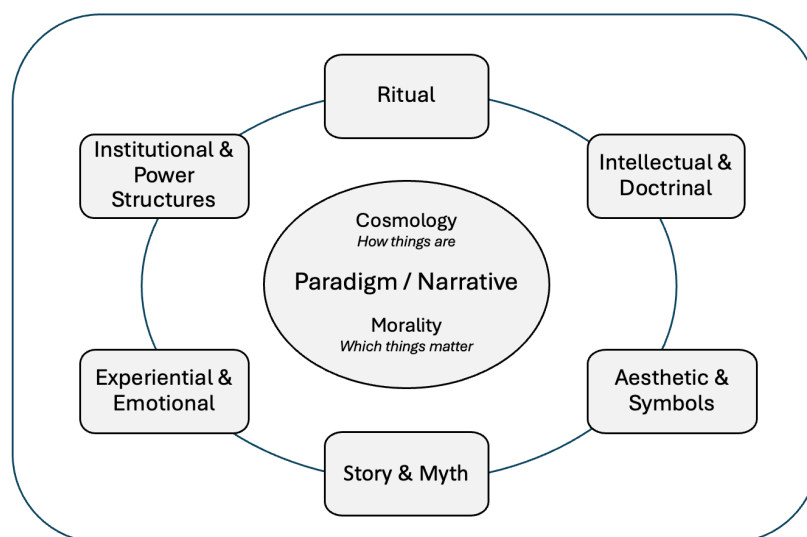 Ritual
Institutional &
Power
Structures
Intellectual &
Doctrinal
Cosmology
How things are
Paradigm / Narrative
Morality
Which things matter
Experiential &
Emotional
Aesthetic &
Symbols
Story & Myth